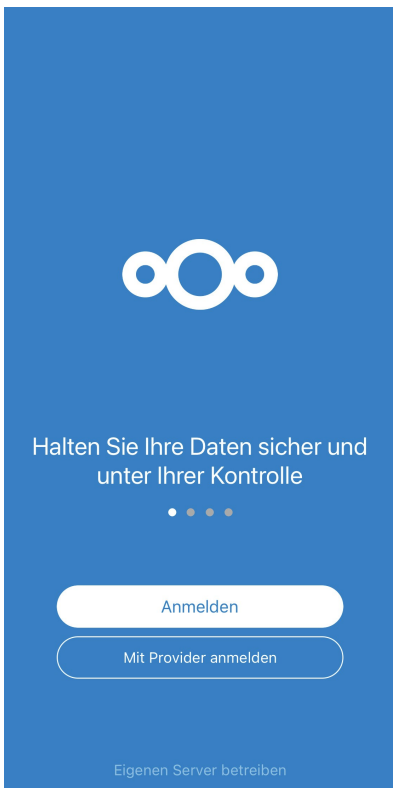 Halten Sie Ihre Daten sicher und
unter Ihrer Kontrolle
Anmelden
Mit Provider anmelden
Eigenen Server betreiben